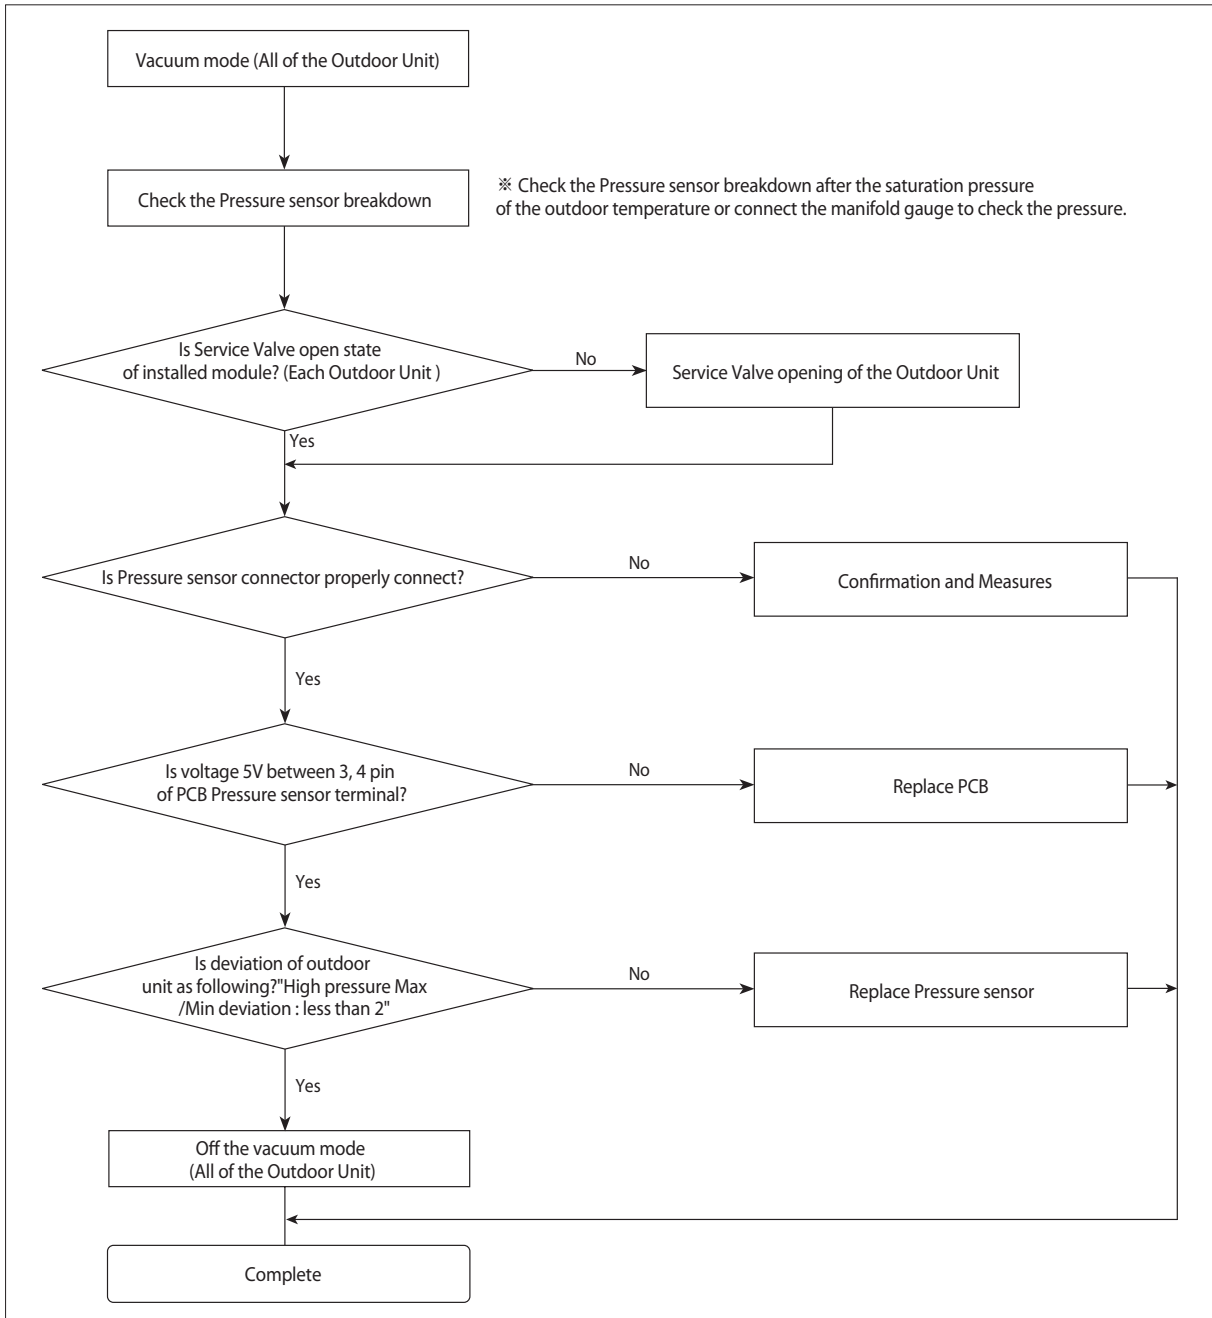 Vacuum mode (All of the Outdoor Unit)
Check the Pressure sensor breakdown
※ Check the Pressure sensor breakdown after the saturation pressure
of the outdoor temperature or connect the manifold gauge to check the pressure.
Is Service Valve open state
of installed module? (Each Outdoor Unit )
No
Service Valve opening of the Outdoor Unit
Yes
Is Pressure sensor connector properly connect?
No
Confirmation and Measures
Yes
Is voltage 5V between 3, 4 pin
of PCB Pressure sensor terminal?
No
Replace PCB
Yes
Is deviation of outdoor
unit as following?"High pressure Max
/Min deviation : less than 2"
No
Replace Pressure sensor
Yes
Off the vacuum mode
(All of the Outdoor Unit)
Complete